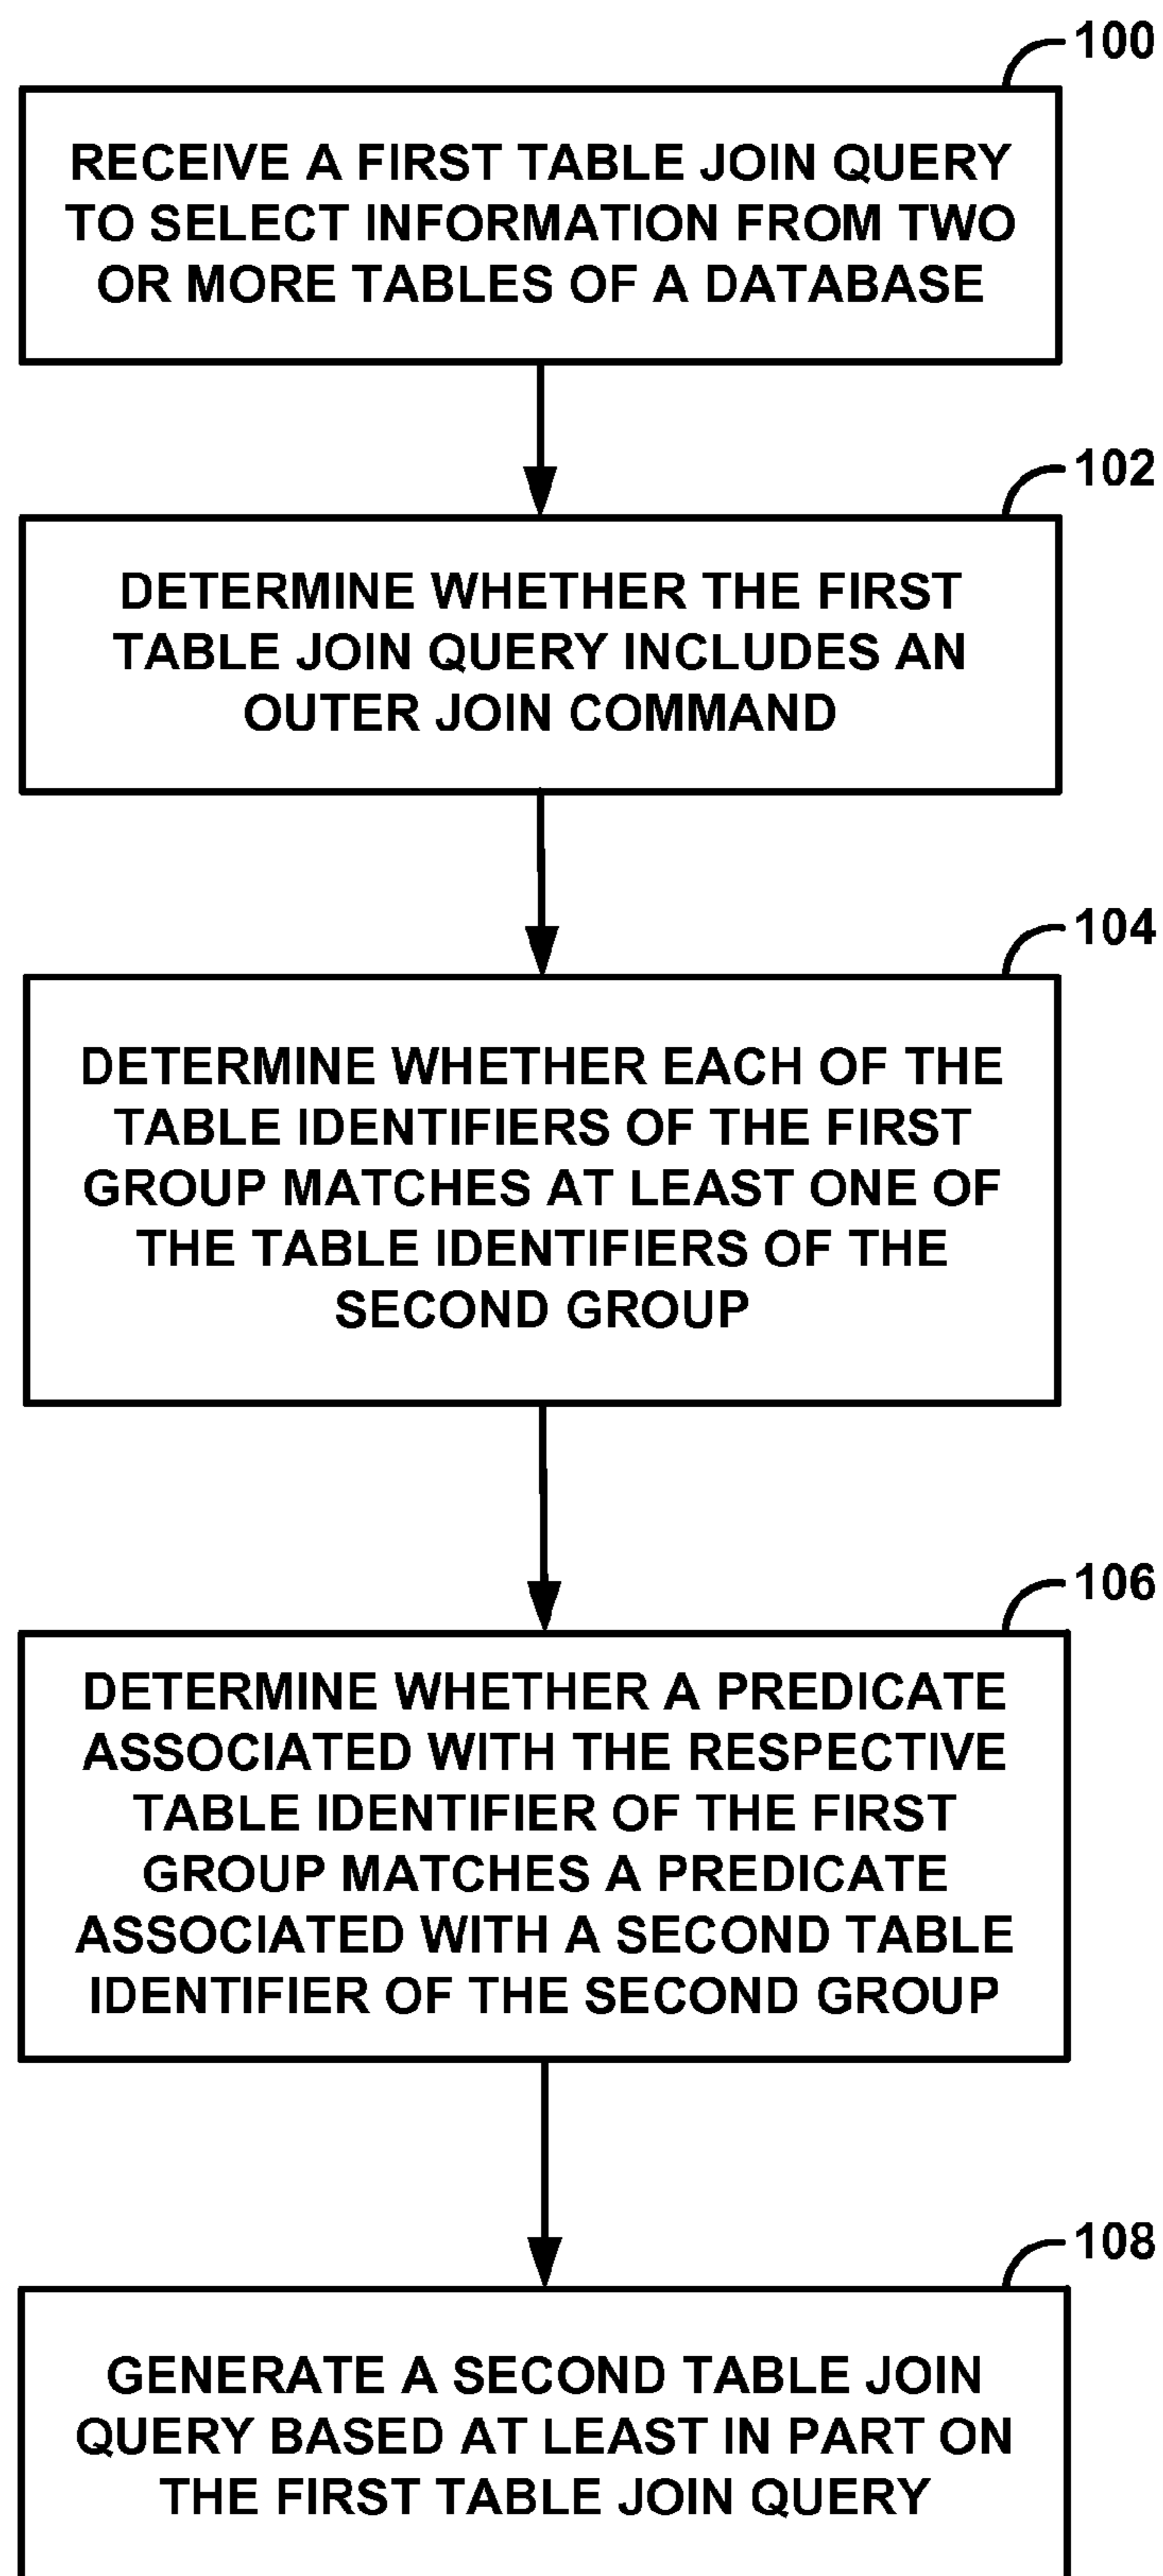 100
RECEIVE A FIRST TABLE JOIN QUERY
TO SELECT INFORMATION FROM TWO
OR MORE TABLES OF A DATABASE
102
DETERMINE WHETHER THE FIRST
TABLE JOIN QUERY INCLUDES AN
OUTER JOIN COMMAND
104
DETERMINE WHETHER EACH OF THE
TABLE IDENTIFIERS OF THE FIRST
GROUP MATCHES AT LEAST ONE OF
THE TABLE IDENTIFIERS OF THE
SECOND GROUP
106
DETERMINE WHETHER A PREDICATE
ASSOCIATED WITH THE RESPECTIVE
TABLE IDENTIFIER OF THE FIRST
GROUP MATCHES A PREDICATE
ASSOCIATED WITH A SECOND TABLE
IDENTIFIER OF THE SECOND GROUP
108
GENERATE A SECOND TABLE JOIN
QUERY BASED AT LEAST IN PART ON
THE FIRST TABLE JOIN QUERY